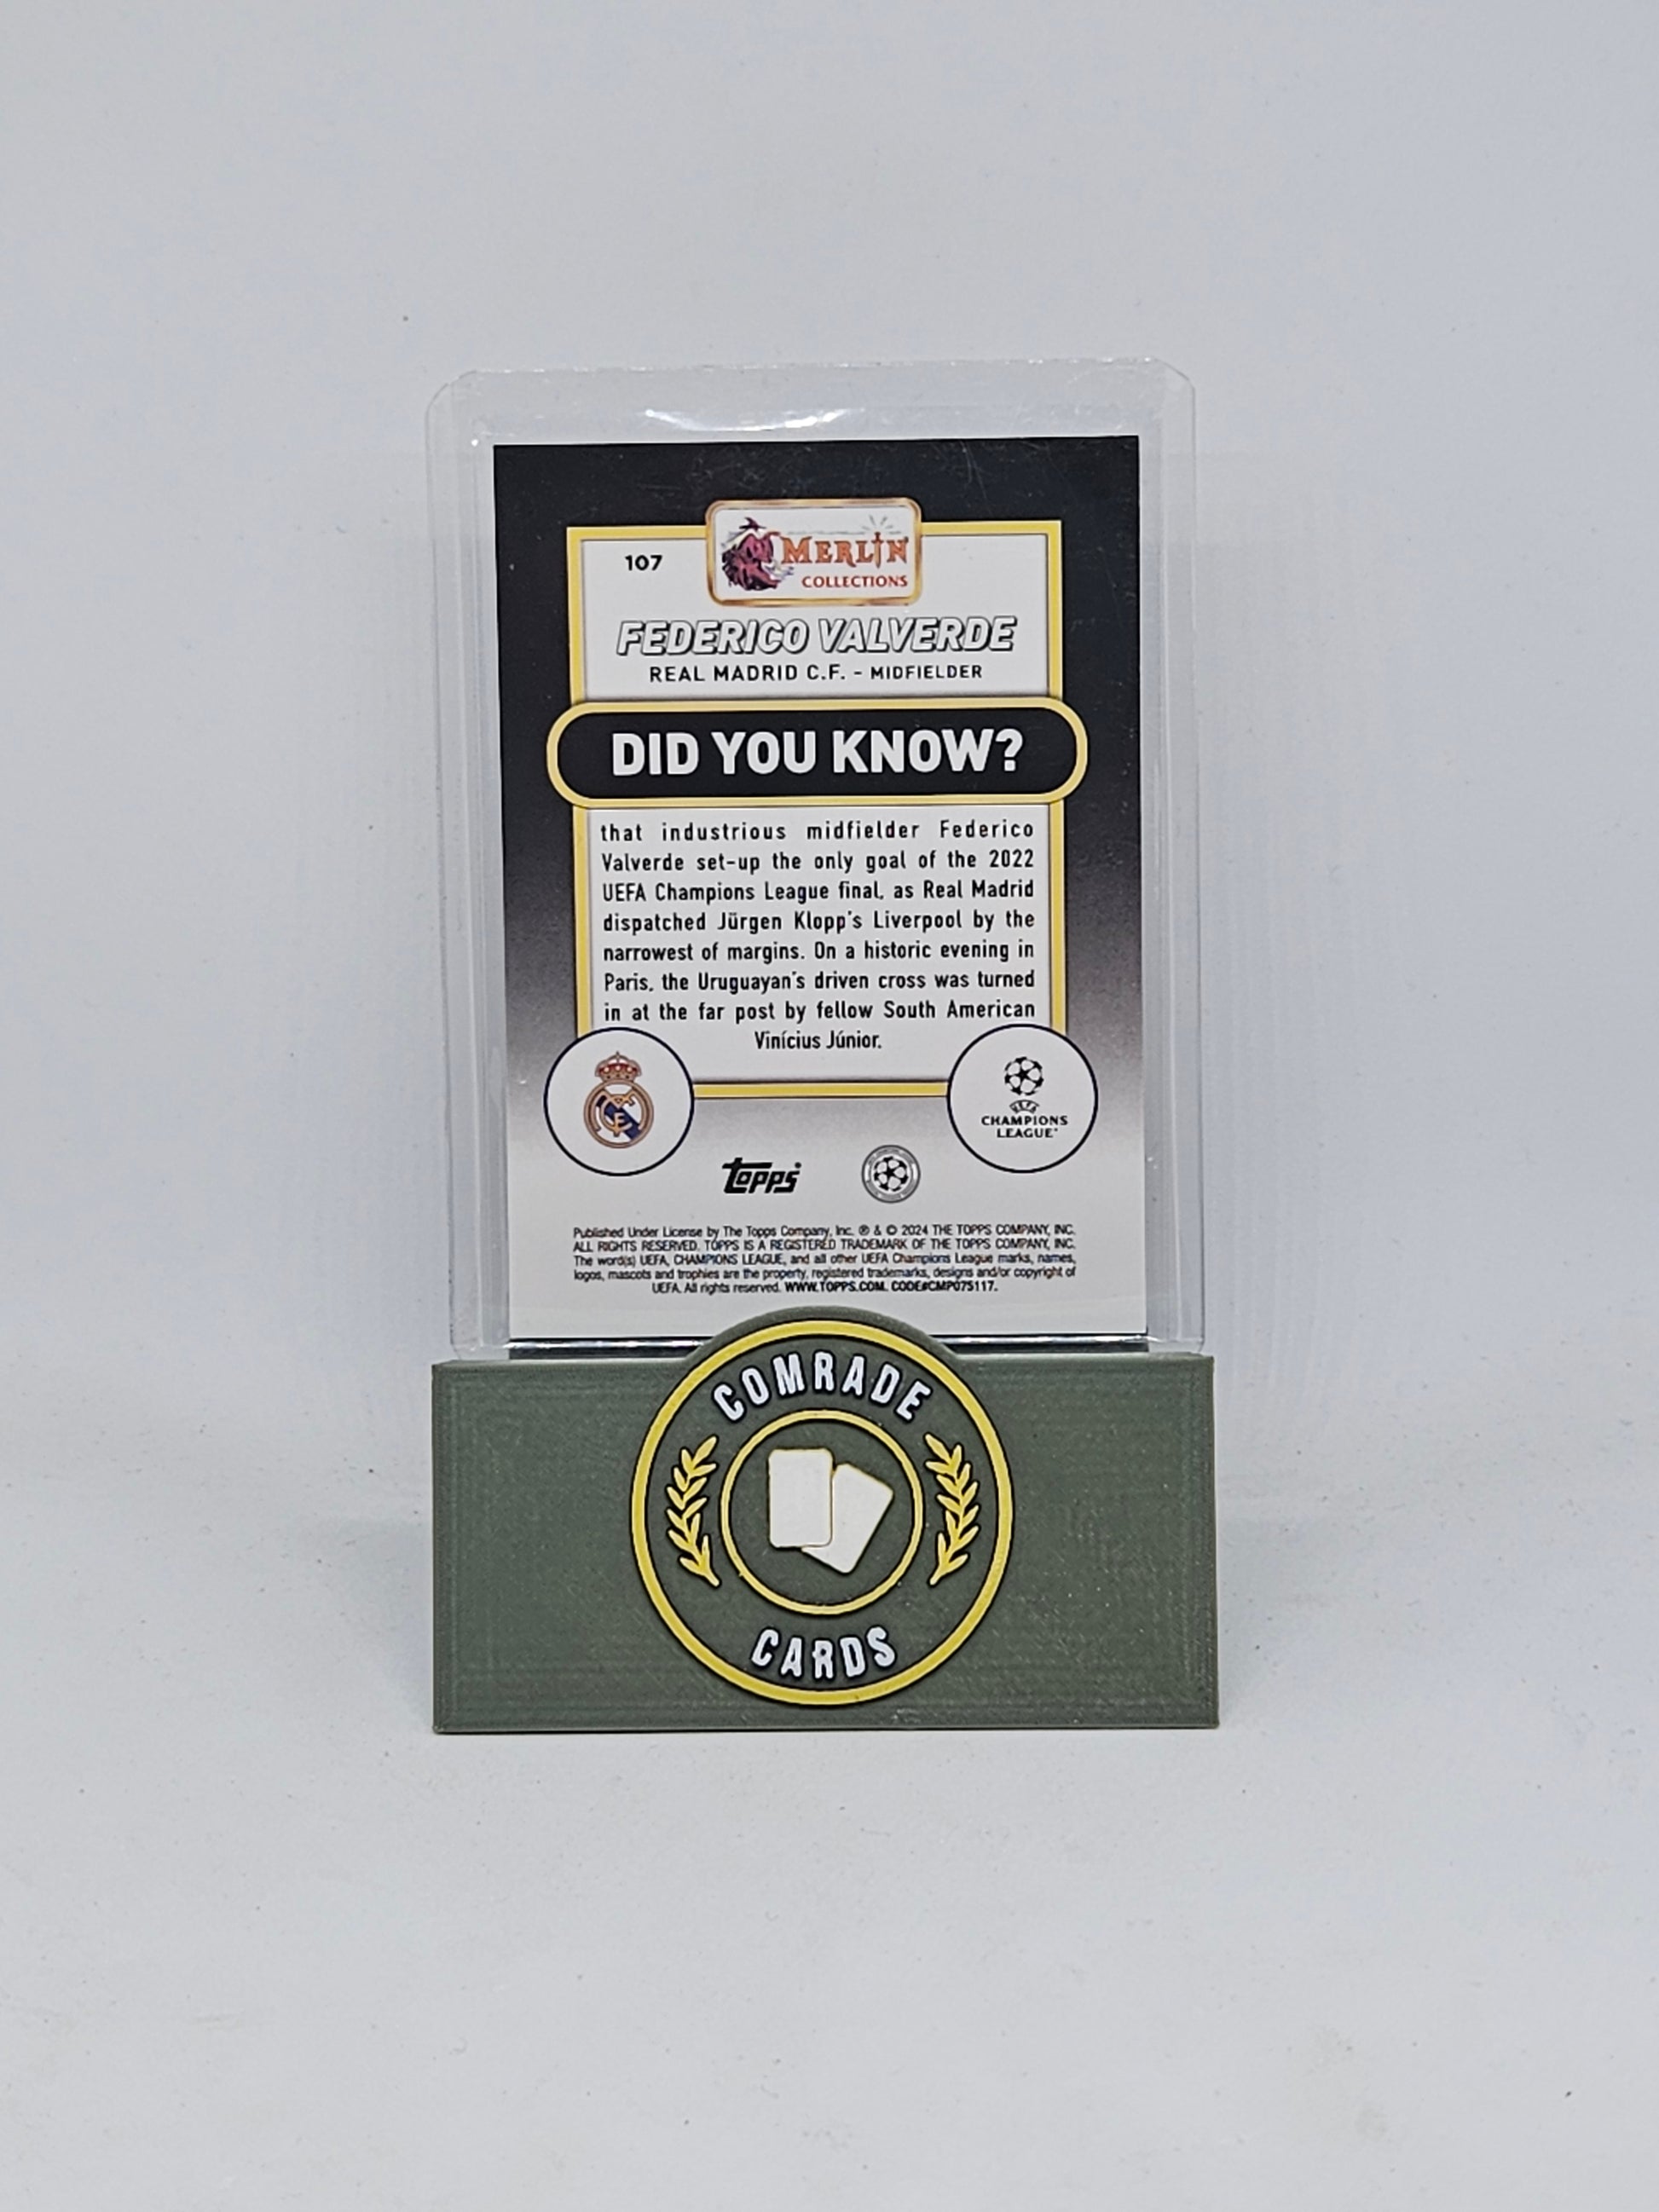 107
MERLIN
COLLECTIONS
FEDERICO VALVERDE
REAL MADRID C.F. - MIDFIELDER
DID YOU KNOW?
that industrious midfielder Federico
Valverde set-up the only goal of the 2022
UEFA Champions League final, as Real Madrid
dispatched Jürgen Klopp's Liverpool by the
narrowest of margins. On a historic evening in
Paris, the Uruguayan's driven cross was turned
in at the far post by fellow South American
Vinícius Júnior.
UEFA
CHAMPIONS
LEAGUE
topps
Published Under License by The Topps Company, Inc. ® & © 2024 THE TOPPS COMPANY, INC.
ALL RIGHTS RESERVED. TOPPS IS A REGISTERED TRADEMARK OF THE TOPPS COMPANY, INC.
The word(s) UEFA, CHAMPIONS LEAGUE, and all other UEFA Champions League marks, names,
logos, mascots and trophies are the property, registered trademarks, designs and/or copyright of
UEFA. All rights reserved. WWW.TOPPS.COM. CODE#CMP075117.
COMRADE
CARDS